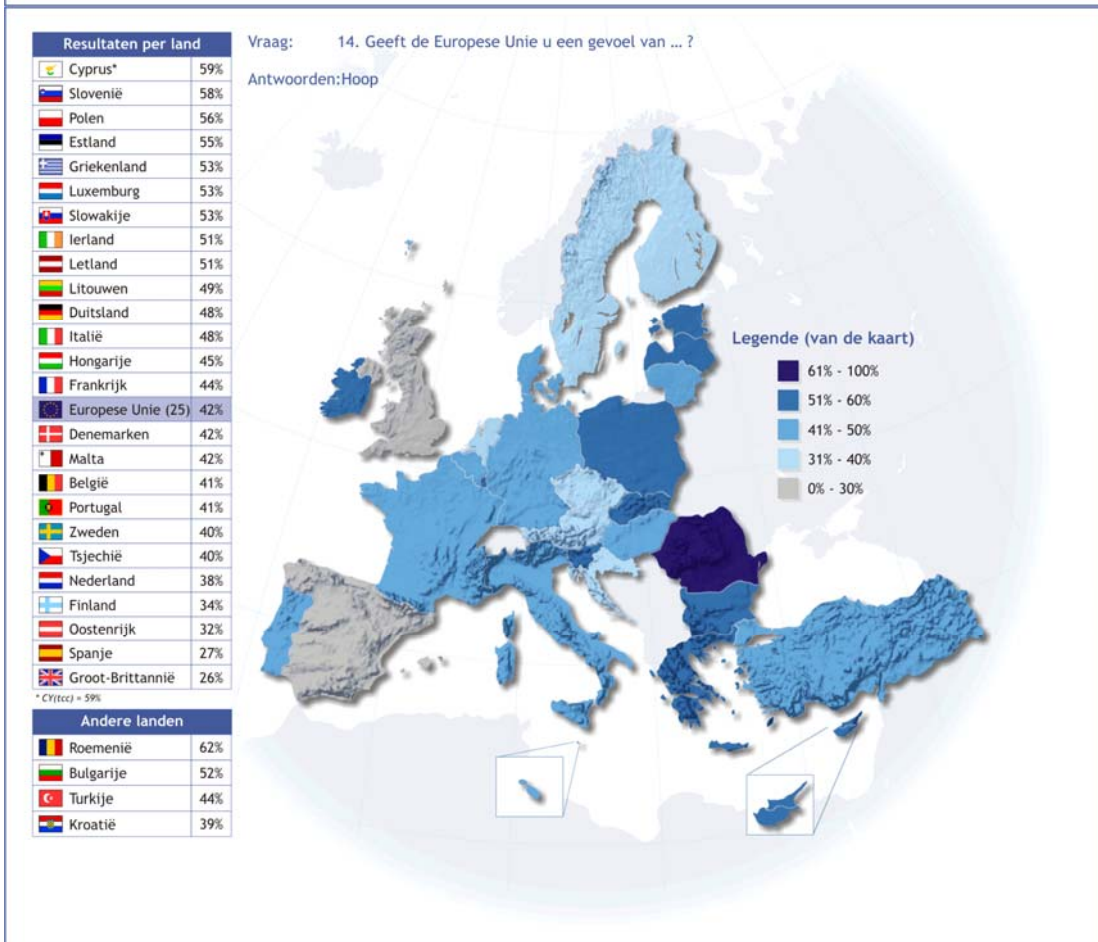 Resultaten per land
Cyprus* 59%
Slovenië 58%
Polen 56%
Estland 55%
Griekenland 53%
Luxemburg 53%
Slowakije 53%
Ierland 51%
Letland 51%
Litouwen 49%
Duitsland 48%
Italië 48%
Hongarije 45%
Frankrijk 44%
Europese Unie (25) 42%
Denemarken 42%
Malta 42%
België 41%
Portugal 41%
Zweden 40%
Tsjechië 40%
Nederland 38%
Finland 34%
Oostenrijk 32%
Spanje 27%
Groot-Brittannië 26%
* CY(tcc) = 59%
Andere landen
Roemenië 62%
Bulgarije 52%
Turkije 44%
Kroatië 39%
Vraag: 14. Geeft de Europese Unie u een gevoel van ... ?
Antwoorden:Hoop
Legende (van de kaart)
61% - 100%
51% - 60%
41% - 50%
31% - 40%
0% - 30%